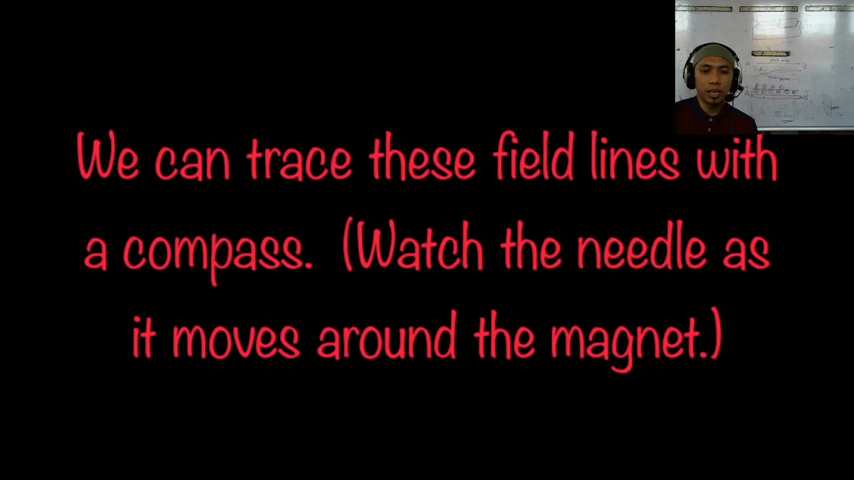 We can trace these field lines with
a compass. (Watch the needle as
it moves around the magnet.)